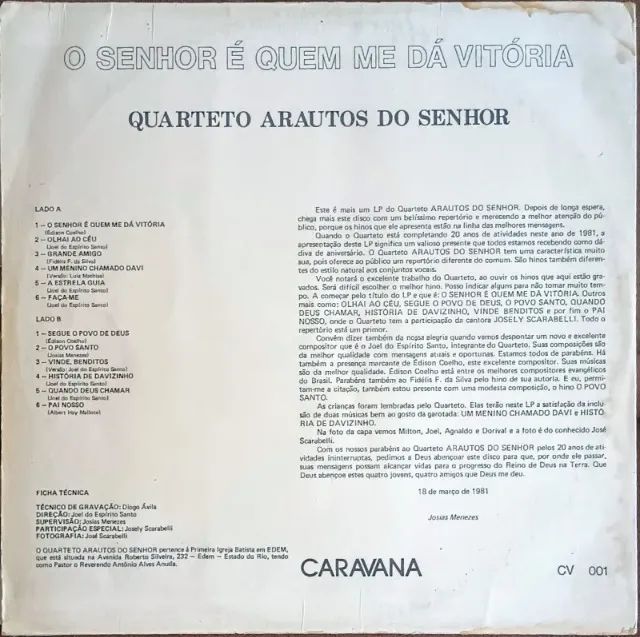 O SENHOR É QUEM ME DÁ VITÓRIA
QUARTETO ARAUTOS DO SENHOR
LADO A
1 – O SENHOR É QUEM ME DÁ VITÓRIA
(Édison Coelho)
2 – OLHAI AO CÉU
(Joel do Espírito Santo)
3 – GRANDE AMIGO
(Fidélis F. da Silva)
4 – UM MENINO CHAMADO DAVI
(Versão: Luiz Mathias)
5 – A ESTRELA GUIA
(Joel do Espírito Santo)
6 – FAÇA-ME
(Joel do Espírito Santo)
LADO B
1 – SEGUE O POVO DE DEUS
(Édison Coelho)
2 – O POVO SANTO
(Josias Menezes)
3 – VINDE, BENDITOS
(Versão: Joel do Espírito Santo)
4 – HISTÓRIA DE DAVIZINHO
(Joel do Espírito Santo)
5 – QUANDO DEUS CHAMAR
(Joel do Espírito Santo)
6 – PAI NOSSO
(Albert Hay Mallote)
FICHA TÉCNICA
TÉCNICO DE GRAVAÇÃO: Diogo Ávila
DIREÇÃO: Joel do Espírito Santo
SUPERVISÃO: Josias Menezes
PARTICIPAÇÃO ESPECIAL: Josely Scarabelli
FOTOGRAFIA: José Scarabelli
O QUARTETO ARAUTOS DO SENHOR pertence à Primeira Igreja Batista em EDEM,
que está situada na Avenida Roberto Silveira, 232 – Edem – Estado do Rio, tendo
como Pastor o Reverendo Antônio Alves
Este é mais um LP do Quarteto ARAUTOS DO SENHOR. Depois de longa espera,
chega mais este disco com um belíssimo repertório e merecendo a melhor atenção do pú-
blico, porque os hinos que ele apresenta estão na linha das melhores mensagens.
Quando o Quarteto está completando 20 anos de atividades neste ano de 1981, a
apresentação deste LP significa um valioso presente que todos estamos recebendo como dá-
diva de aniversário. O Quarteto ARAUTOS DO SENHOR tem uma característica muito
sua, pois oferece ao público um repertório diferente do comum. São hinos também diferen-
tes do estilo natural aos conjuntos vocais.
Você notará o excelente trabalho do Quarteto, ao ouvir os hinos que aqui estão gra-
vados. Será difícil escolher o melhor hino. Posso indicar alguns para não tomar muito tem-
po. A começar pelo título do LP e que é: O SENHOR É QUEM ME DÁ VITÓRIA. Outros
mais como: OLHAI AO CÉU, SEGUE O POVO DE DEUS, O POVO SANTO, QUANDO
DEUS CHAMAR, HISTÓRIA DE DAVIZINHO, VINDE BENDITOS e por fim o PAI
NOSSO, onde o Quarteto tem a participação da cantora JOSELY SCARABELLI. Todo o
repertório está um primor.
Convém dizer também da nossa alegria quando vemos despontar um novo e excelente
compositor que é o Joel do Espírito Santo, integrante do Quarteto. Suas composições são
da melhor qualidade com mensagens atuais e oportunas. Estamos todos de parabéns. Há
também a presença marcante de Édison Coelho, este excelente compositor. Suas músicas
são da melhor qualidade. Édison Coelho está entre os melhores compositores evangélicos
do Brasil. Parabéns também ao Fidélis F. da Silva pelo hino de sua autoria. E eu, permi-
tam-me a citação, também estou presente com uma modesta composição, o hino O POVO
SANTO.
As crianças foram lembradas pelo Quarteto. Elas terão neste LP a satisfação da inclu-
são de duas músicas bem ao gosto da garotada: UM MENINO CHAMADO DAVI e HISTÓ-
RIA DE DAVIZINHO.
Na foto da capa vemos Milton, Joel, Agnaldo e Dorival e a foto é do conhecido José
Scarabelli.
Com os nossos parabéns ao Quarteto ARAUTOS DO SENHOR pelos 20 anos de ati-
vidades ininterruptas, pedimos a Deus abençoar este disco para que, por onde ele passar,
suas mensagens possam alcançar vidas para o progresso do Reino de Deus na Terra. Que
Deus abençoe estes quatro jovens, quatro amigos que Deus me deu.
18 de março de 1981
Josias Menezes
CARAVANA
CV 001